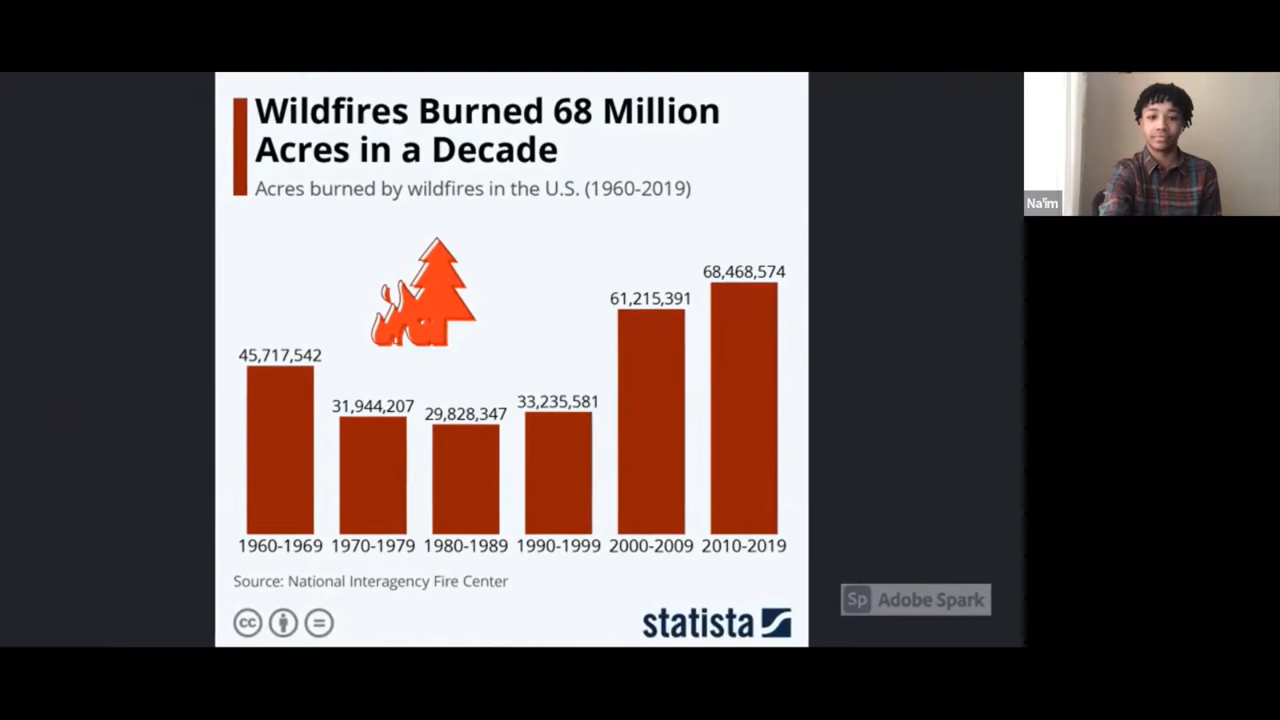 Wildfires Burned 68 Million
Acres in a Decade
Acres burned by wildfires in the U.S. (1960-2019)
68,468,574
61,215,391
45,717,542
31,944,207
29,828,347
33,235,581
1960-1969 1970-1979 1980-1989 1990-1999 2000-2009 2010-2019
Source: National Interagency Fire Center
cc
statista
Sp Adobe Spark
Na'im